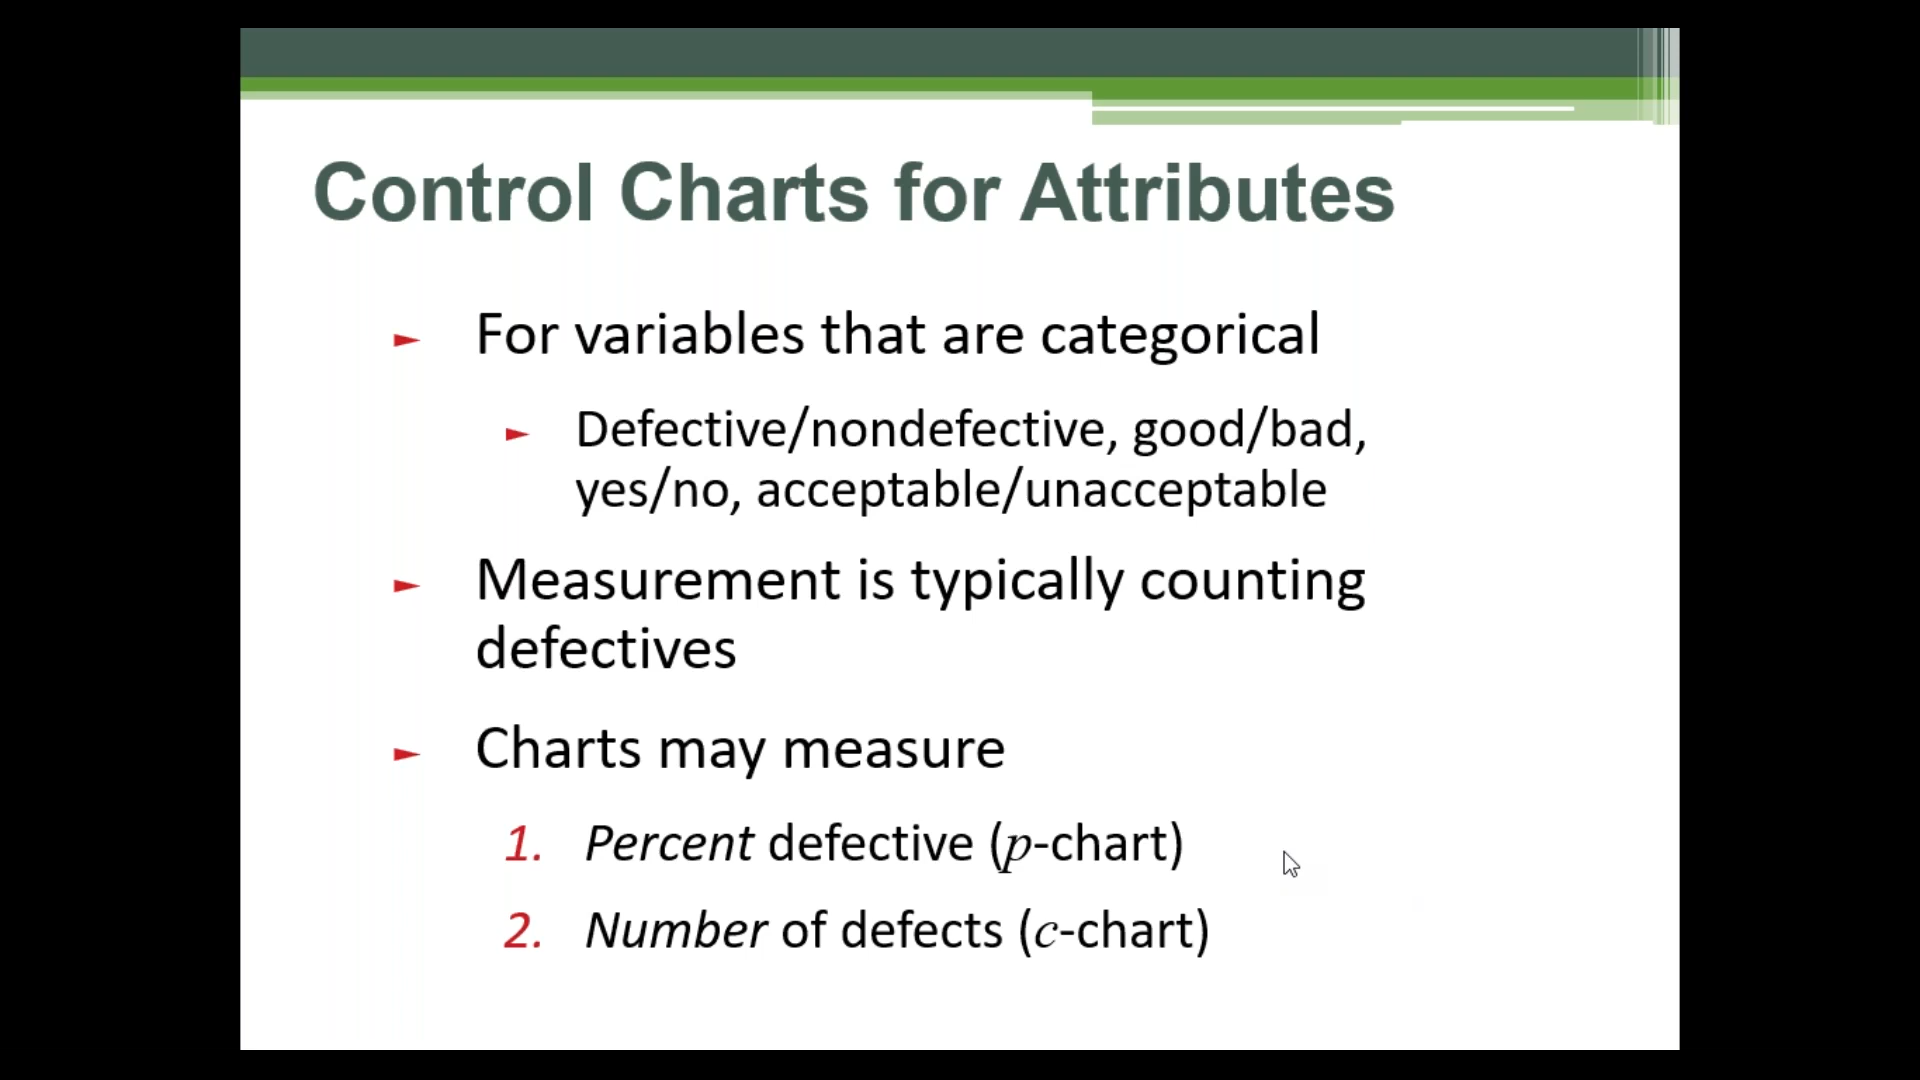 Control Charts for Attributes
► For variables that are categorical
► Defective/nondefective, good/bad,
yes/no, acceptable/unacceptable
► Measurement is typically counting
defectives
► Charts may measure
1. Percent defective (p-chart)
2. Number of defects (c-chart)